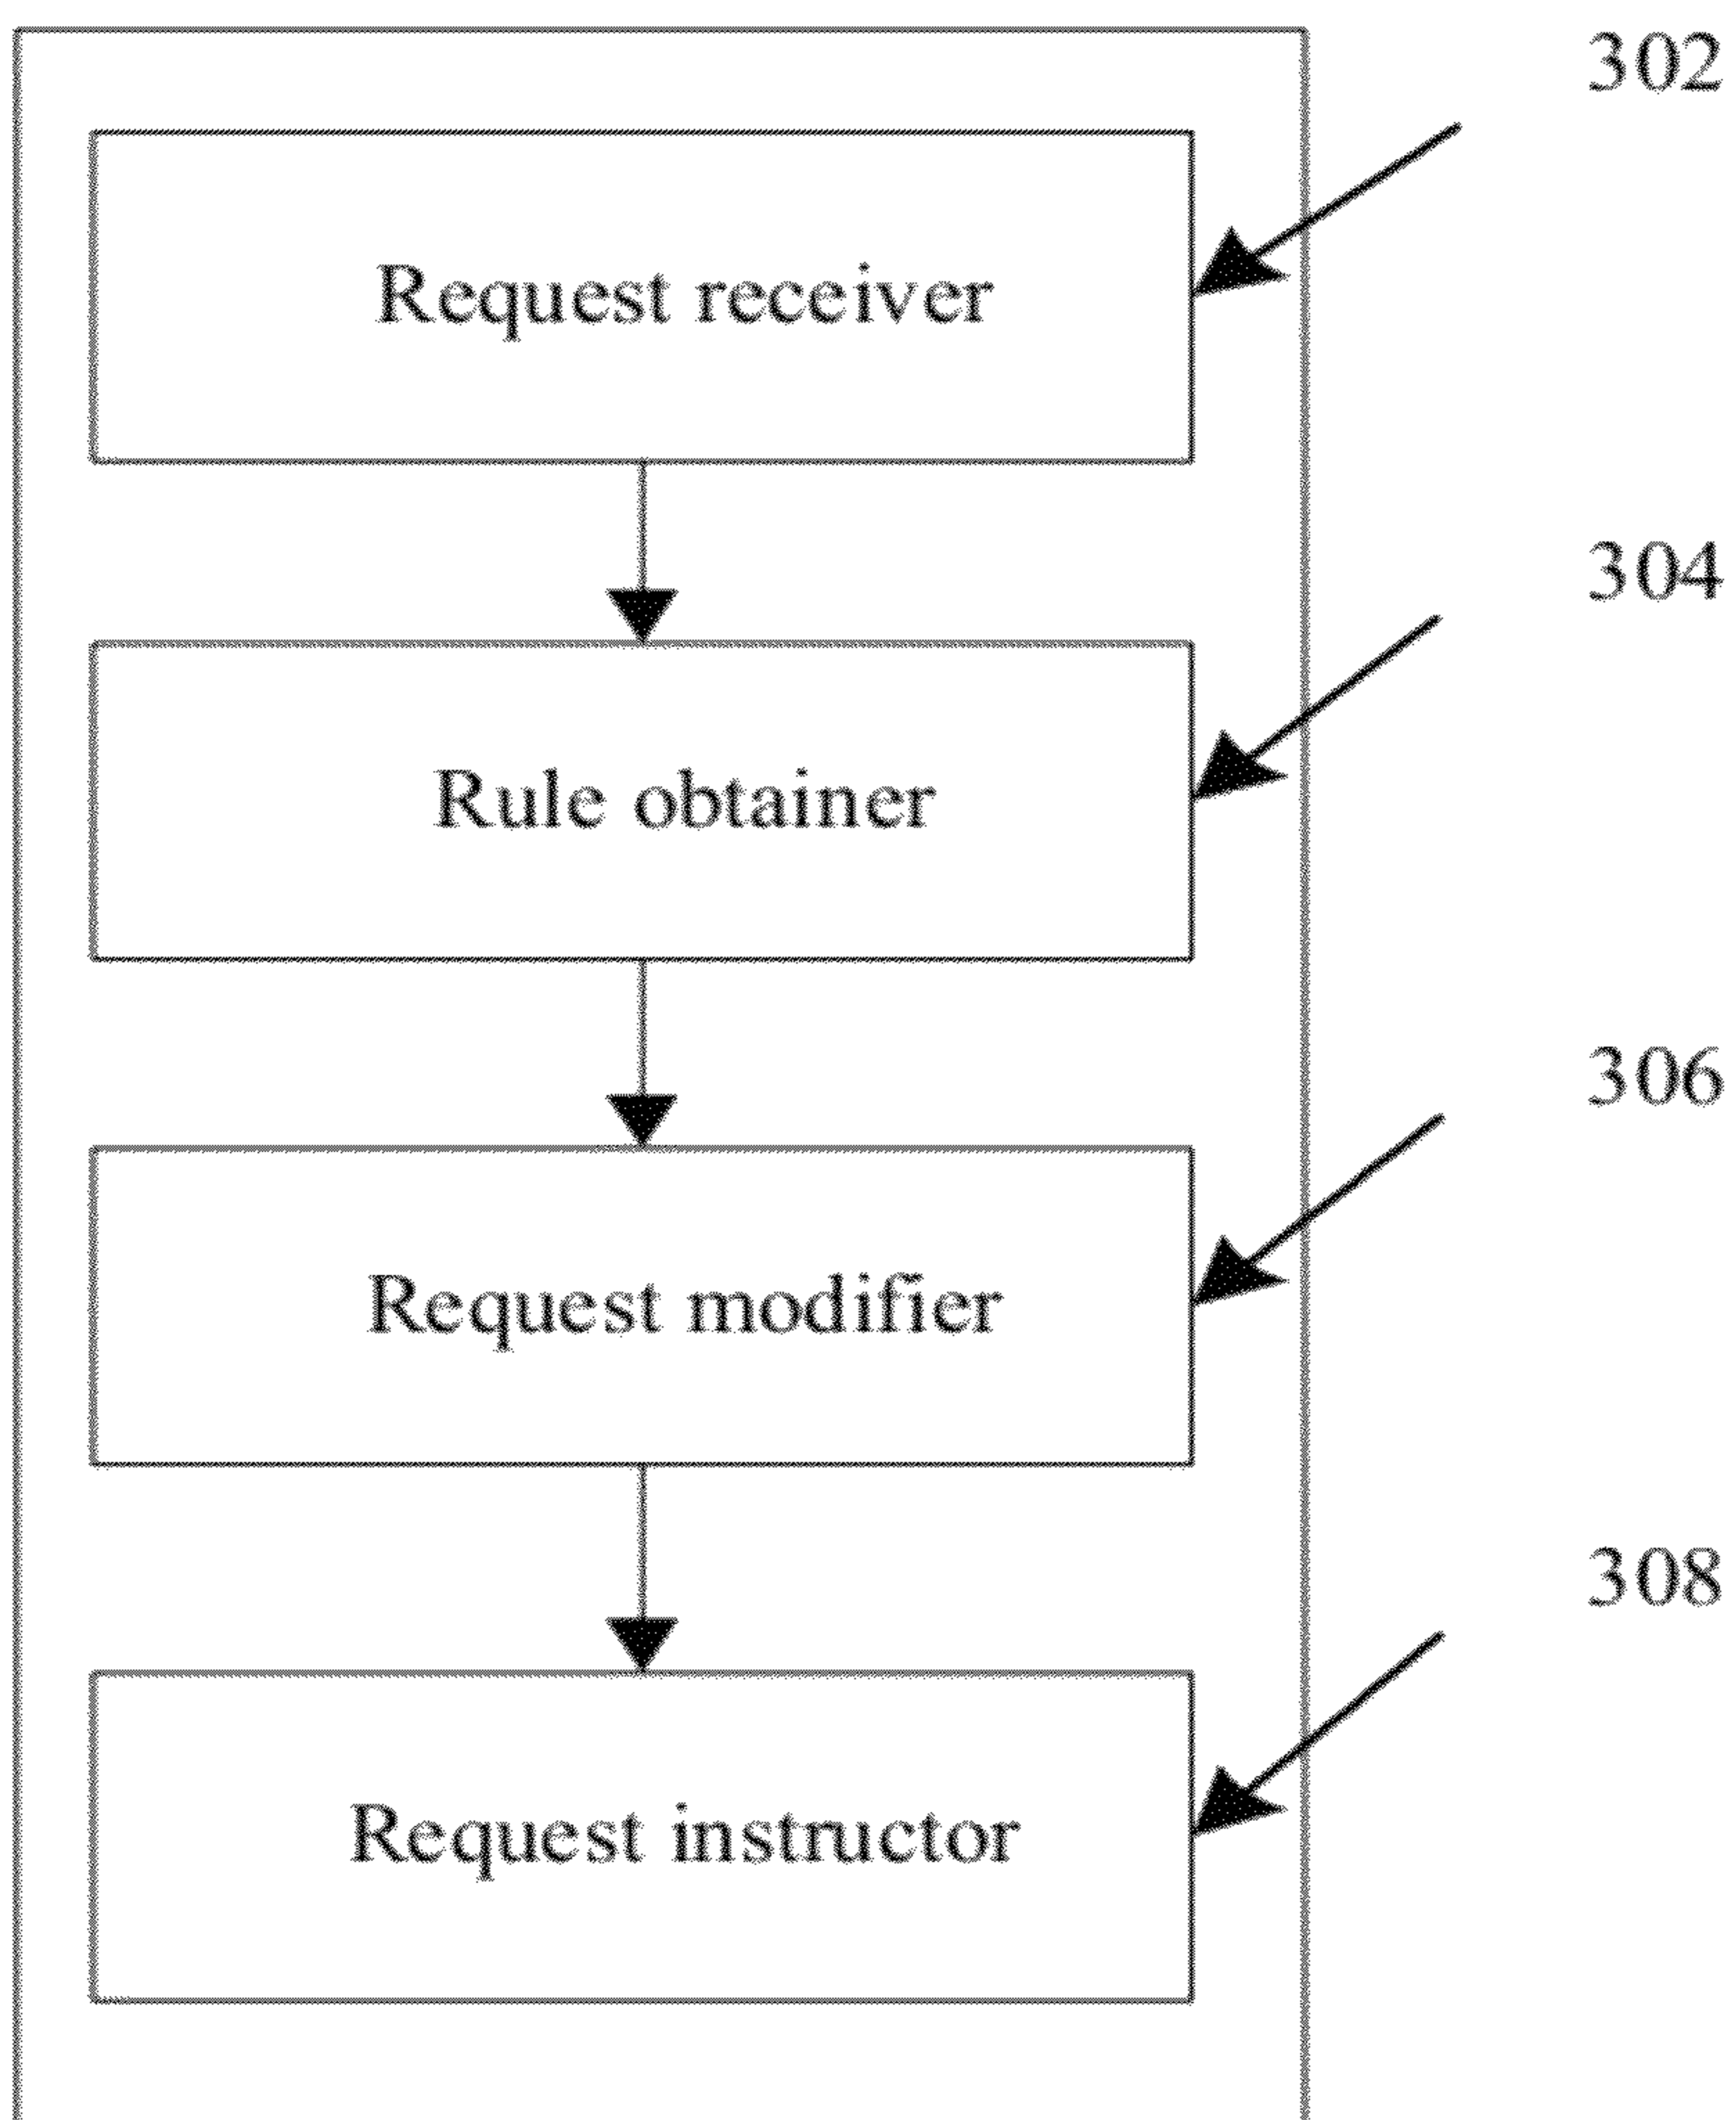 302
Request receiver
304
Rule obtainer
306
Request modifier
308
Request instructor